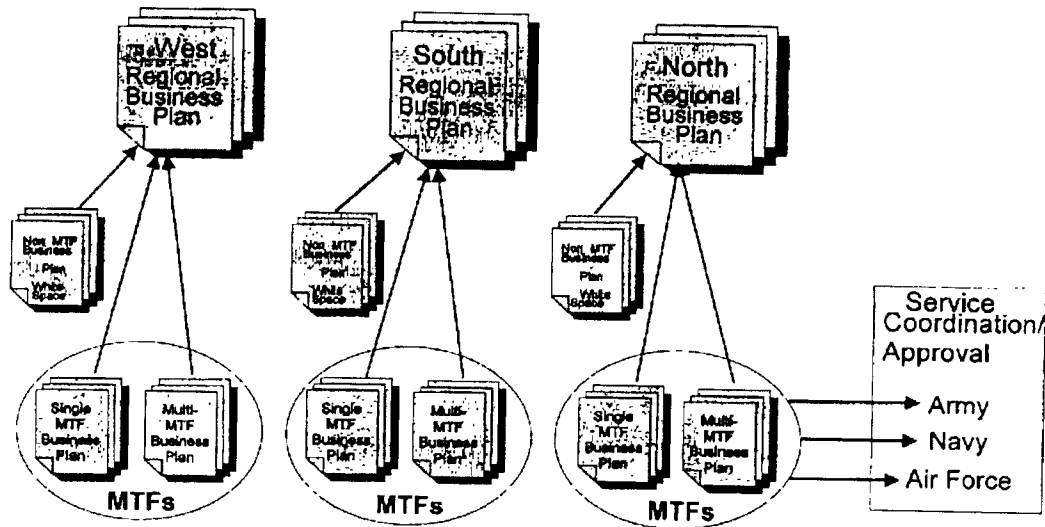 West
Regional
Business
Plan
South
Regional
Business
Plan
North
Regional
Business
Plan
Non MTF
Business
Plan
White
Space
Non MTF
Business
Plan
White
Space
Non MTF
Business
Plan
White
Space
Service
Coordination/
Approval
Army
Navy
Air Force
Single
MTF
Business
Plan
Multi-
MTF
Business
Plan
MTFs
Single
MTF
Business
Plan
Multi-
MTF
Business
Plan
MTFs
Single
MTF
Business
Plan
Multi-
MTF
Business
Plan
MTFs